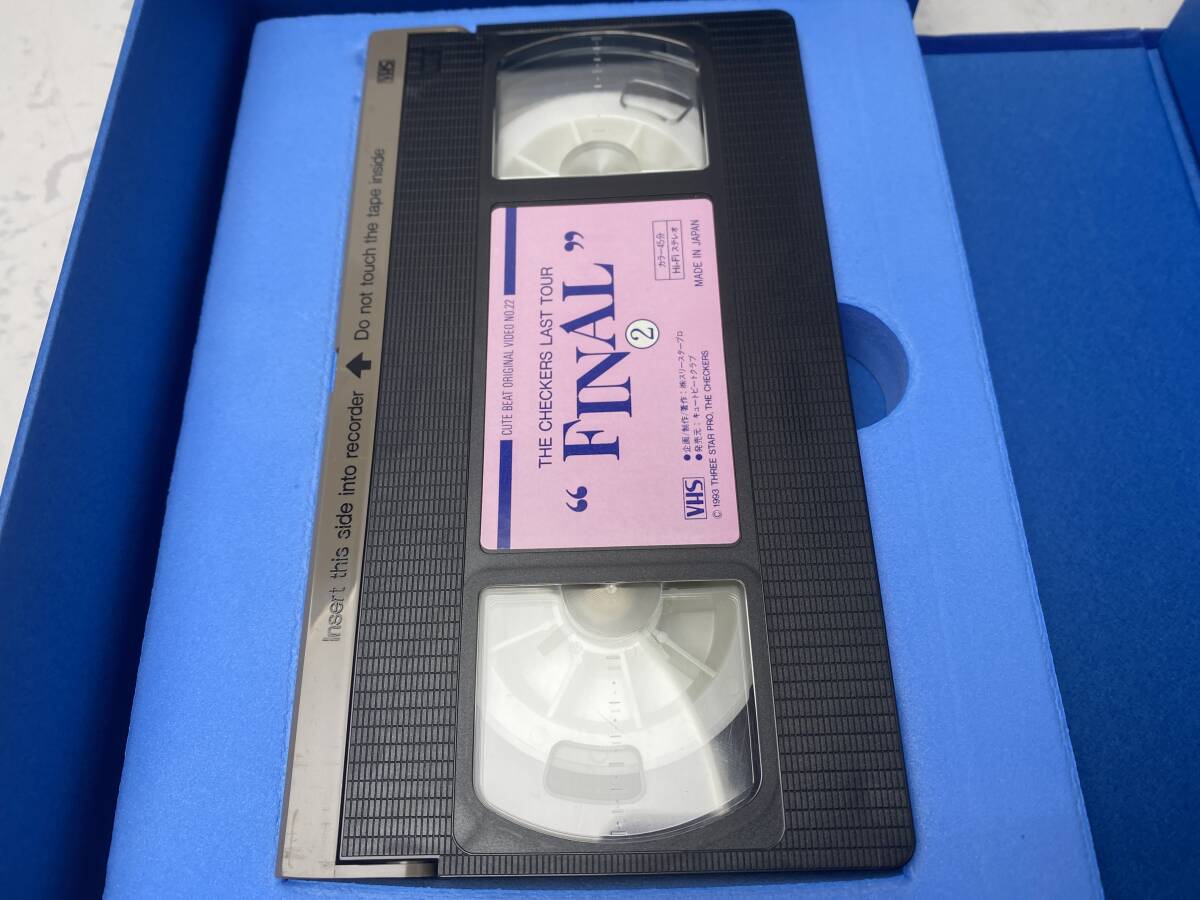 VHS
Insert this side into recorder ⬆ Do not touch the tape inside
CUTE BEAT ORIGINAL VIDEO NO.22
THE CHECKERS LAST TOUR
“FINAL”
②
カラー45分
Hi-Fi ステレオ
MADE IN JAPAN
●企画/制作/著作:㈱スリースタープロ
●発売元:キュートビートクラブ
VHS
© 1993 THREE STAR PRO, THE CHECKERS